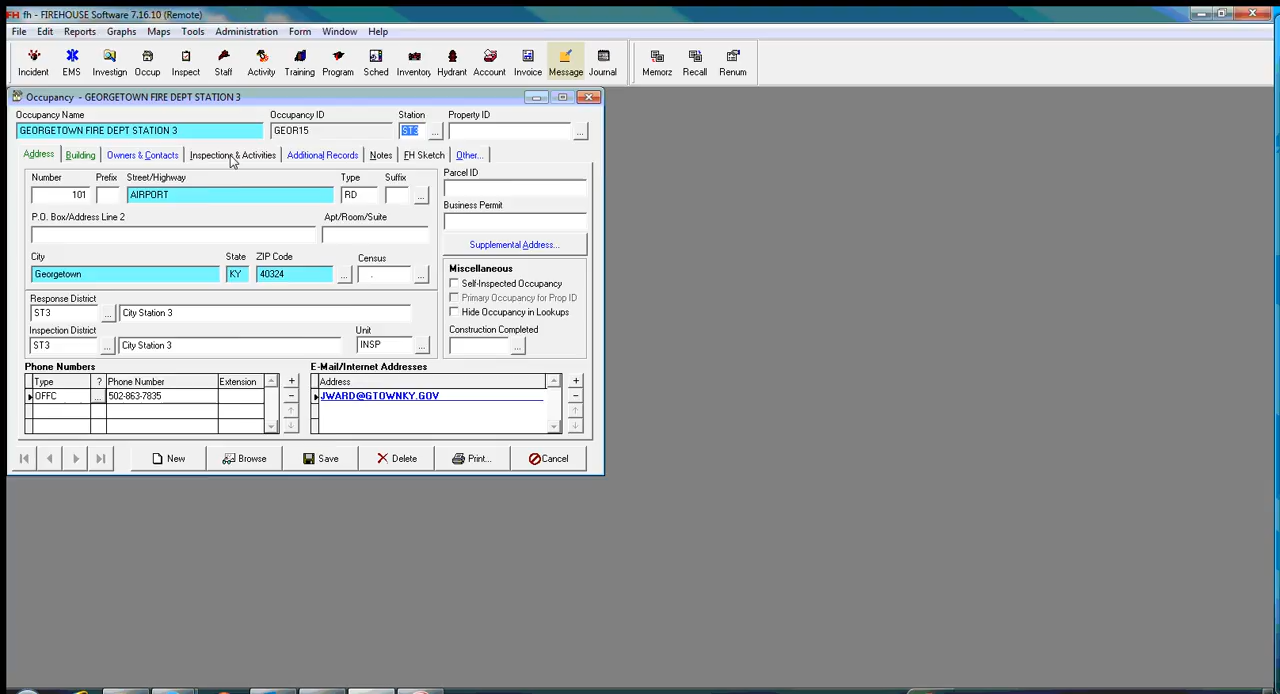 FH fh - FIREHOUSE Software 7.16.10 (Remote)
File Edit Reports Graphs Maps Tools Administration Form Window Help
Incident EMS Investign Occup Inspect Staff Activity Training Program Sched Inventory Hydrant Account Invoice Message Journal Memorz Recall Renum
Occupancy - GEORGETOWN FIRE DEPT STATION 3
Occupancy Name Occupancy ID Station Property ID
GEORGETOWN FIRE DEPT STATION 3 GEOR15 ST3 ...  ...
Address Building Owners & Contacts Inspections & Activities Additional Records Notes FH Sketch Other...
Number Prefix Street/Highway Type Suffix
101 AIRPORT RD ...
P.O. Box/Address Line 2 Apt/Room/Suite
City State ZIP Code Census
Georgetown KY 40324 ... . ...
Response District
ST3 ... City Station 3
Inspection District Unit
ST3 ... City Station 3 INSP ...
Parcel ID
Business Permit
Supplemental Address...
Miscellaneous
Self-Inspected Occupancy
Primary Occupancy for Prop ID
Hide Occupancy in Lookups
Construction Completed
...
Phone Numbers
Type ? Phone Number Extension + 
OFFC ... 502-863-7835 −
E-Mail/Internet Addresses
Address +
JWARD@GTOWNKY.GOV −
New Browse Save Delete Print... Cancel